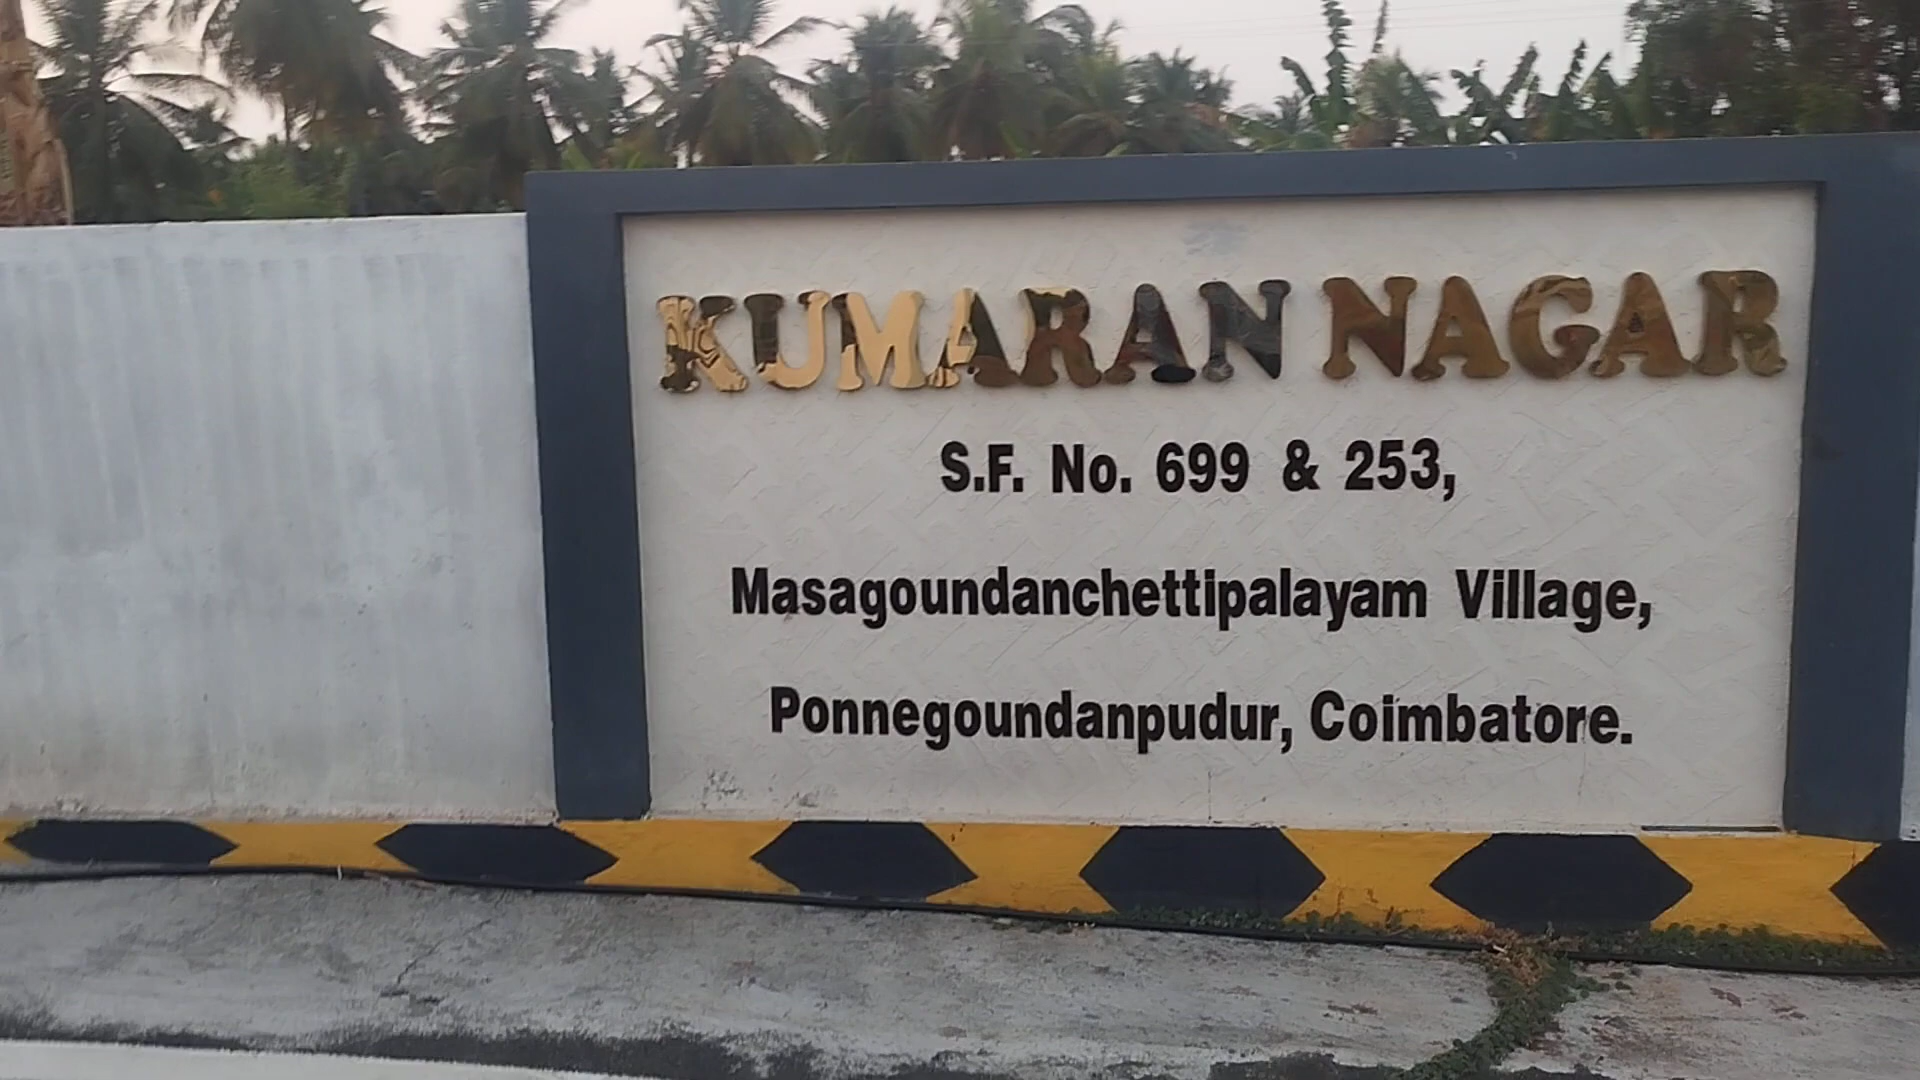 KUMARAN NAGAR
S.F. No. 699 & 253,
Masagoundanchettipalayam Village,
Ponnegoundanpudur, Coimbatore.